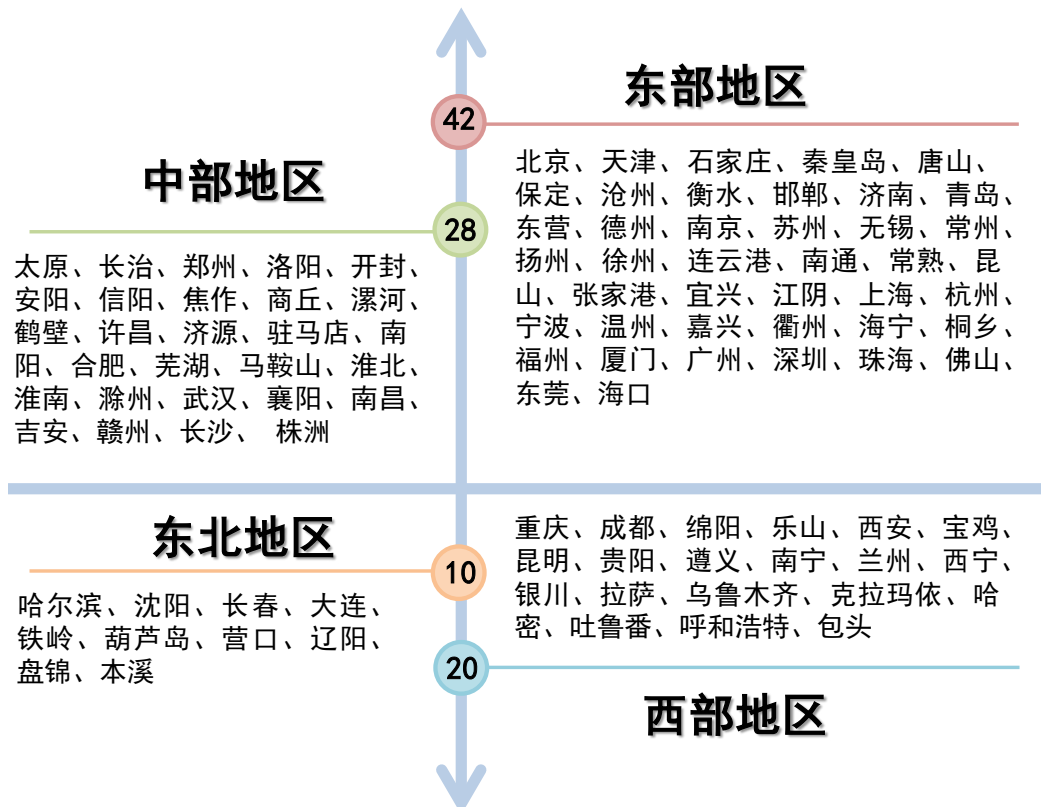 东部地区
42
北京、天津、石家庄、秦皇岛、唐山、
保定、沧州、衡水、邯郸、济南、青岛、
东营、德州、南京、苏州、无锡、常州、
扬州、徐州、连云港、南通、常熟、昆
山、张家港、宜兴、江阴、上海、杭州、
宁波、温州、嘉兴、衢州、海宁、桐乡、
福州、厦门、广州、深圳、珠海、佛山、
东莞、海口
中部地区
28
太原、长治、郑州、洛阳、开封、
安阳、信阳、焦作、商丘、漯河、
鹤壁、许昌、济源、驻马店、南
阳、合肥、芜湖、马鞍山、淮北、
淮南、滁州、武汉、襄阳、南昌、
吉安、赣州、长沙、 株洲
东北地区
10
哈尔滨、沈阳、长春、大连、
铁岭、葫芦岛、营口、辽阳、
盘锦、本溪
重庆、成都、绵阳、乐山、西安、宝鸡、
昆明、贵阳、遵义、南宁、兰州、西宁、
银川、拉萨、乌鲁木齐、克拉玛依、哈
密、吐鲁番、呼和浩特、包头
20
西部地区